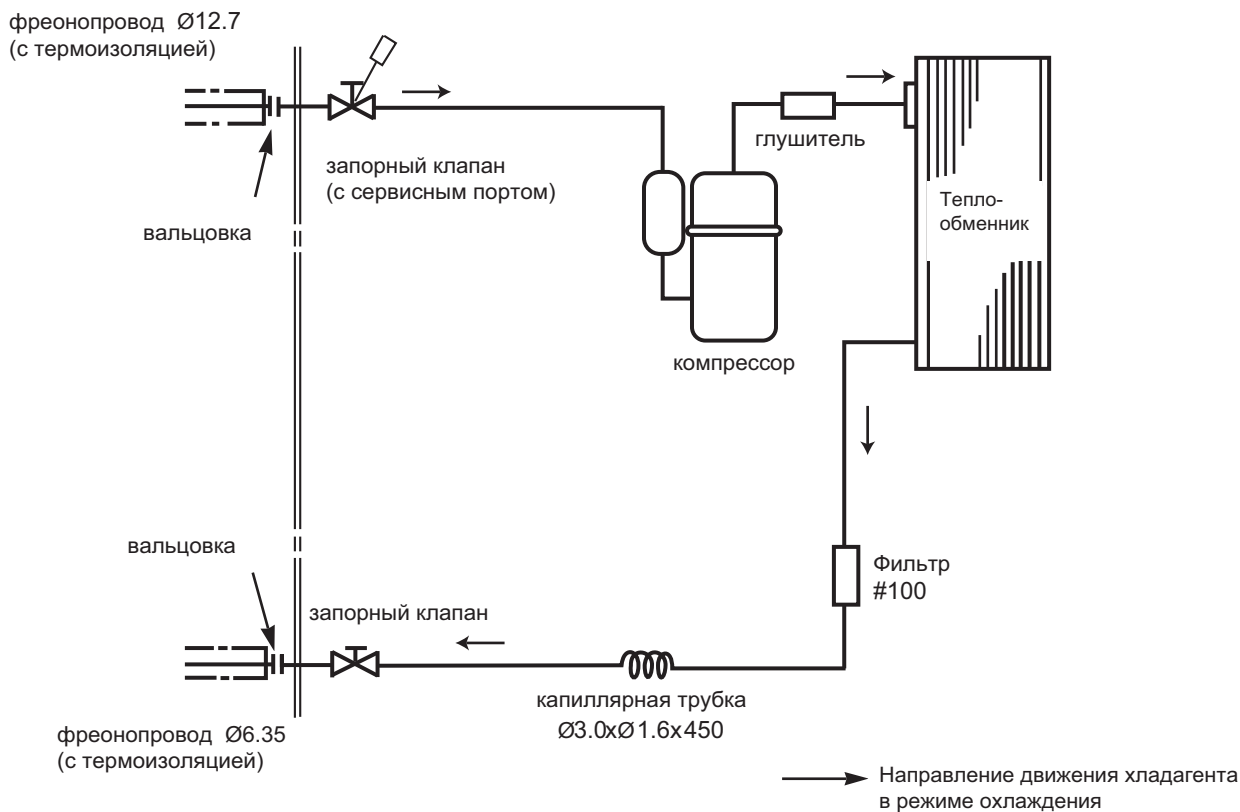 фреонопровод Ø12.7
(с термоизоляцией)
глушитель
запорный клапан
(с сервисным портом)
Тепло-
обменник
вальцовка
компрессор
вальцовка
Фильтр
#100
запорный клапан
капиллярная трубка
Ø3.0xØ1.6x450
фреонопровод Ø6.35
(с термоизоляцией)
Направление движения хладагента
в режиме охлаждения